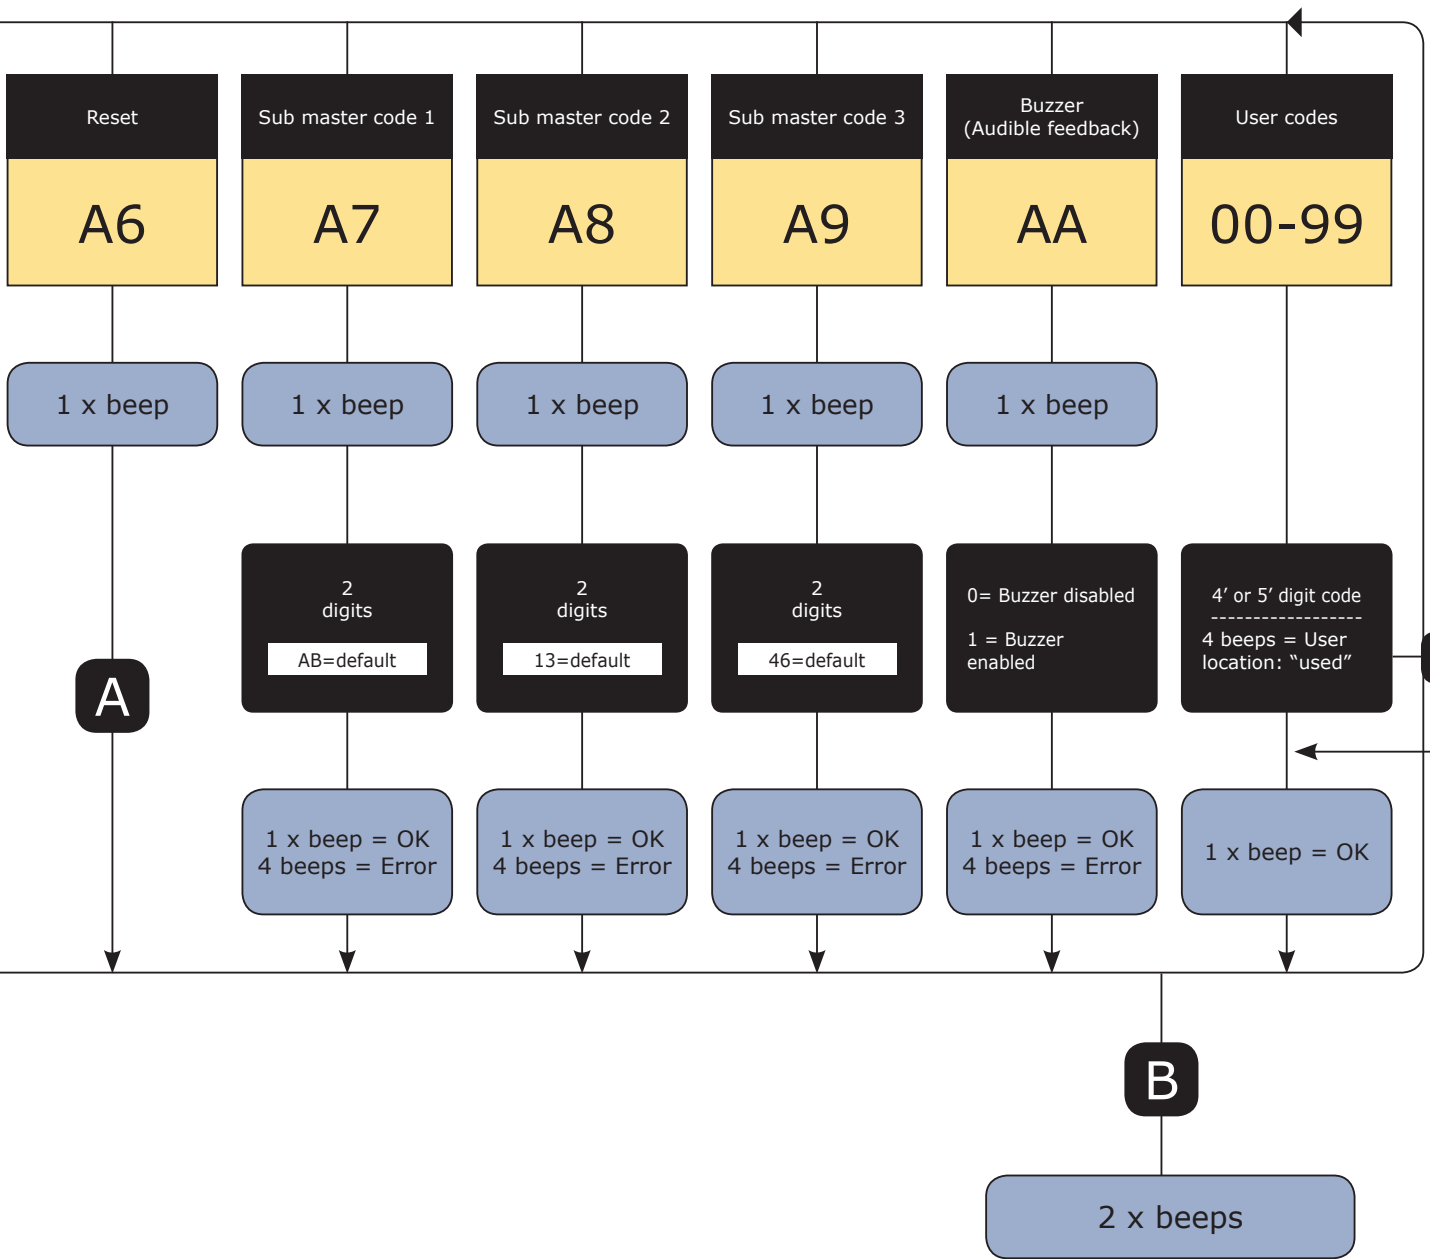 Reset
Sub master code 1
Sub master code 2
Sub master code 3
Buzzer
(Audible feedback)
User codes
A6
A7
A8
A9
AA
00-99
1 x beep
1 x beep
1 x beep
1 x beep
1 x beep
2
digits
AB=default
2
digits
13=default
2
digits
46=default
0= Buzzer disabled
1 = Buzzer
enabled
4’ or 5’ digit code
------------------
4 beeps = User
location: “used”
A
1 x beep = OK
4 beeps = Error
1 x beep = OK
4 beeps = Error
1 x beep = OK
4 beeps = Error
1 x beep = OK
4 beeps = Error
1 x beep = OK
B
2 x beeps